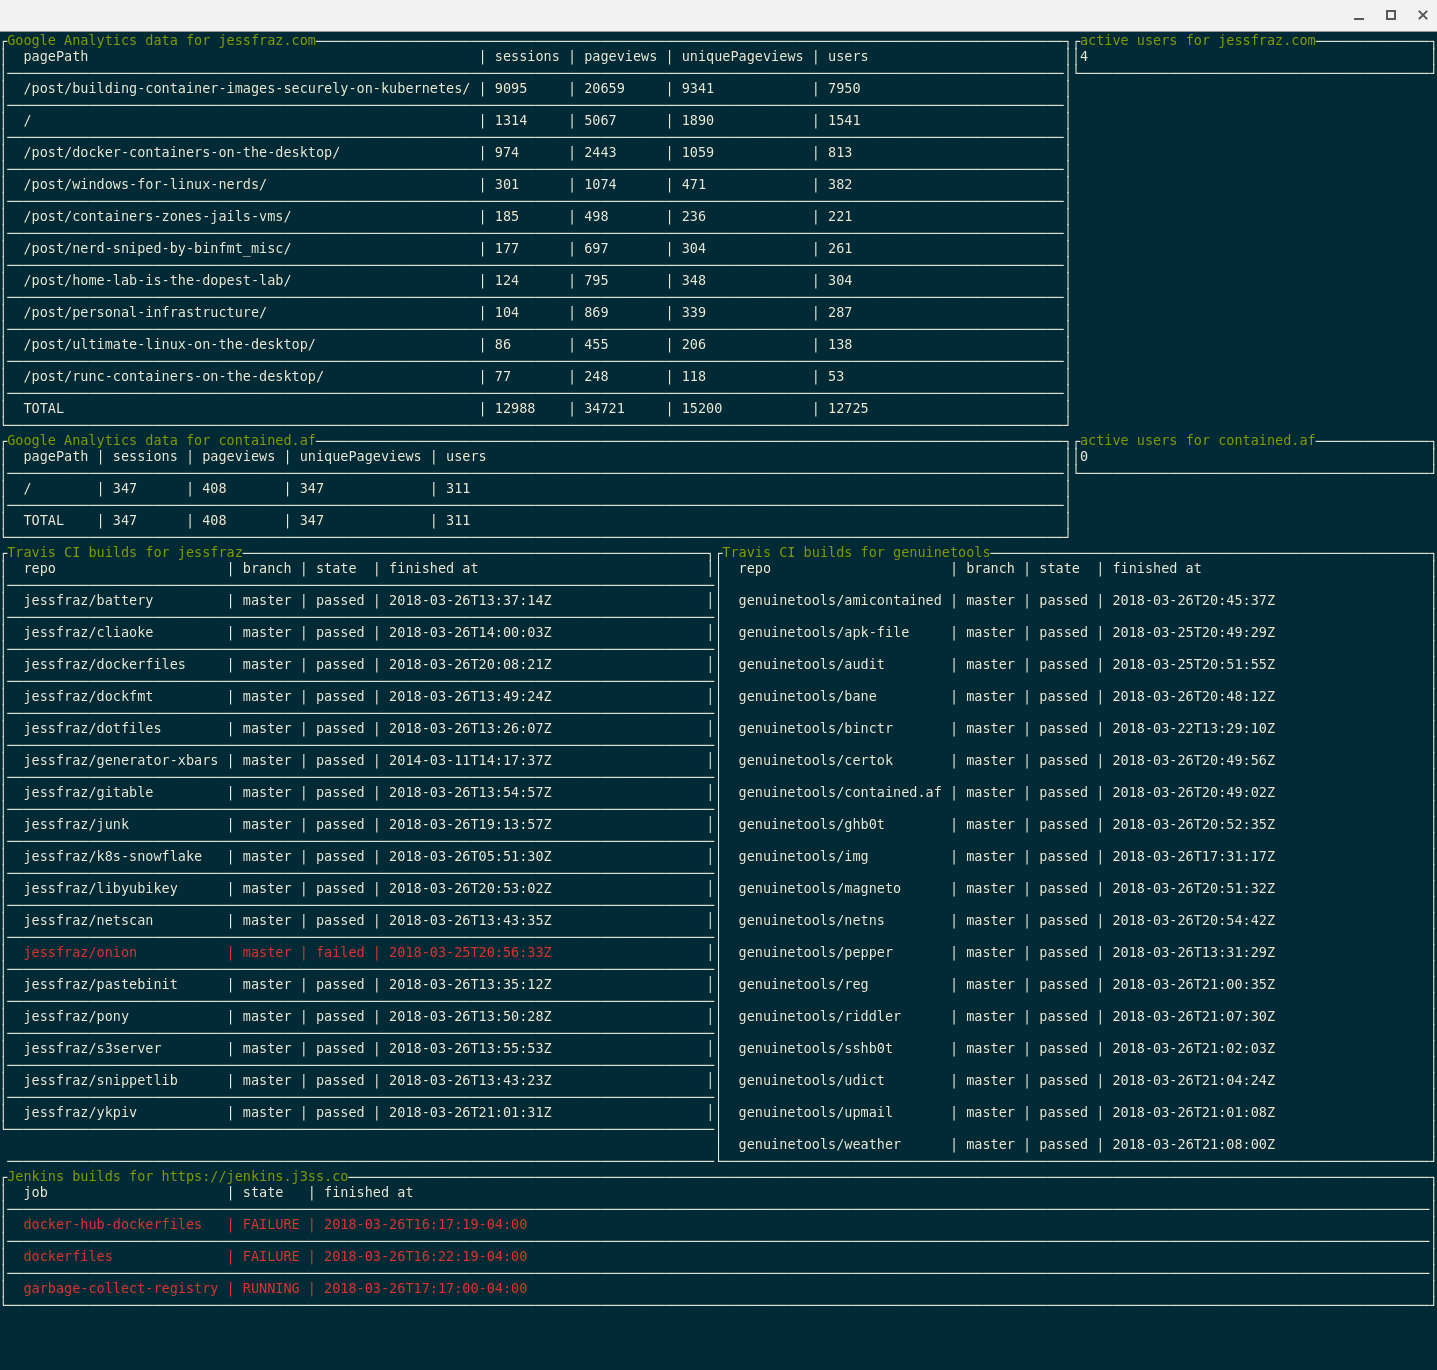 Google Analytics data for jessfraz.com
pagePath | sessions | pageviews | uniquePageviews | users
/post/building-container-images-securely-on-kubernetes/ | 9095 | 20659 | 9341 | 7950
/ | 1314 | 5067 | 1890 | 1541
/post/docker-containers-on-the-desktop/ | 974 | 2443 | 1059 | 813
/post/windows-for-linux-nerds/ | 301 | 1074 | 471 | 382
/post/containers-zones-jails-vms/ | 185 | 498 | 236 | 221
/post/nerd-sniped-by-binfmt_misc/ | 177 | 697 | 304 | 261
/post/home-lab-is-the-dopest-lab/ | 124 | 795 | 348 | 304
/post/personal-infrastructure/ | 104 | 869 | 339 | 287
/post/ultimate-linux-on-the-desktop/ | 86 | 455 | 206 | 138
/post/runc-containers-on-the-desktop/ | 77 | 248 | 118 | 53
TOTAL | 12988 | 34721 | 15200 | 12725
active users for jessfraz.com
4
Google Analytics data for contained.af
pagePath | sessions | pageviews | uniquePageviews | users
/ | 347 | 408 | 347 | 311
TOTAL | 347 | 408 | 347 | 311
active users for contained.af
0
Travis CI builds for jessfraz
repo | branch | state | finished at
jessfraz/battery | master | passed | 2018-03-26T13:37:14Z
jessfraz/cliaoke | master | passed | 2018-03-26T14:00:03Z
jessfraz/dockerfiles | master | passed | 2018-03-26T20:08:21Z
jessfraz/dockfmt | master | passed | 2018-03-26T13:49:24Z
jessfraz/dotfiles | master | passed | 2018-03-26T13:26:07Z
jessfraz/generator-xbars | master | passed | 2014-03-11T14:17:37Z
jessfraz/gitable | master | passed | 2018-03-26T13:54:57Z
jessfraz/junk | master | passed | 2018-03-26T19:13:57Z
jessfraz/k8s-snowflake | master | passed | 2018-03-26T05:51:30Z
jessfraz/libyubikey | master | passed | 2018-03-26T20:53:02Z
jessfraz/netscan | master | passed | 2018-03-26T13:43:35Z
jessfraz/onion | master | failed | 2018-03-25T20:56:33Z
jessfraz/pastebinit | master | passed | 2018-03-26T13:35:12Z
jessfraz/pony | master | passed | 2018-03-26T13:50:28Z
jessfraz/s3server | master | passed | 2018-03-26T13:55:53Z
jessfraz/snippetlib | master | passed | 2018-03-26T13:43:23Z
jessfraz/ykpiv | master | passed | 2018-03-26T21:01:31Z
Travis CI builds for genuinetools
repo | branch | state | finished at
genuinetools/amicontained | master | passed | 2018-03-26T20:45:37Z
genuinetools/apk-file | master | passed | 2018-03-25T20:49:29Z
genuinetools/audit | master | passed | 2018-03-25T20:51:55Z
genuinetools/bane | master | passed | 2018-03-26T20:48:12Z
genuinetools/binctr | master | passed | 2018-03-22T13:29:10Z
genuinetools/certok | master | passed | 2018-03-26T20:49:56Z
genuinetools/contained.af | master | passed | 2018-03-26T20:49:02Z
genuinetools/ghb0t | master | passed | 2018-03-26T20:52:35Z
genuinetools/img | master | passed | 2018-03-26T17:31:17Z
genuinetools/magneto | master | passed | 2018-03-26T20:51:32Z
genuinetools/netns | master | passed | 2018-03-26T20:54:42Z
genuinetools/pepper | master | passed | 2018-03-26T13:31:29Z
genuinetools/reg | master | passed | 2018-03-26T21:00:35Z
genuinetools/riddler | master | passed | 2018-03-26T21:07:30Z
genuinetools/sshb0t | master | passed | 2018-03-26T21:02:03Z
genuinetools/udict | master | passed | 2018-03-26T21:04:24Z
genuinetools/upmail | master | passed | 2018-03-26T21:01:08Z
genuinetools/weather | master | passed | 2018-03-26T21:08:00Z
Jenkins builds for https://jenkins.j3ss.co
job | state | finished at
docker-hub-dockerfiles | FAILURE | 2018-03-26T16:17:19-04:00
dockerfiles | FAILURE | 2018-03-26T16:22:19-04:00
garbage-collect-registry | RUNNING | 2018-03-26T17:17:00-04:00